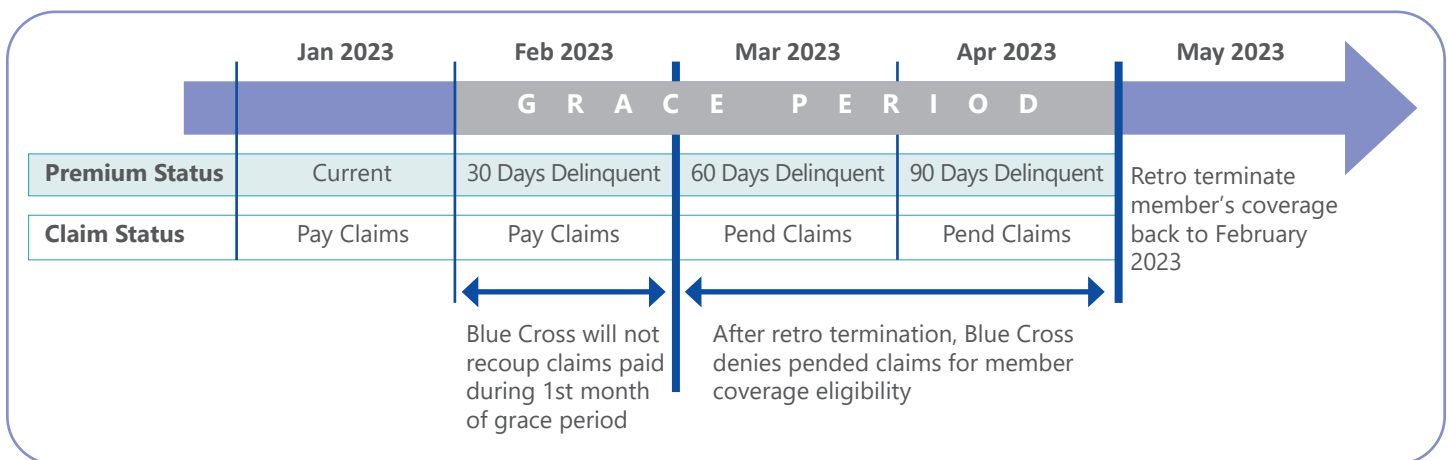 Jan 2023 Feb 2023 Mar 2023 Apr 2023 May 2023
GRACE PERIOD
Premium Status Current 30 Days Delinquent 60 Days Delinquent 90 Days Delinquent
Claim Status Pay Claims Pay Claims Pend Claims Pend Claims
Retro terminate
member’s coverage
back to February
2023
Blue Cross will not
recoup claims paid
during 1st month
of grace period
After retro termination, Blue Cross
denies pended claims for member
coverage eligibility